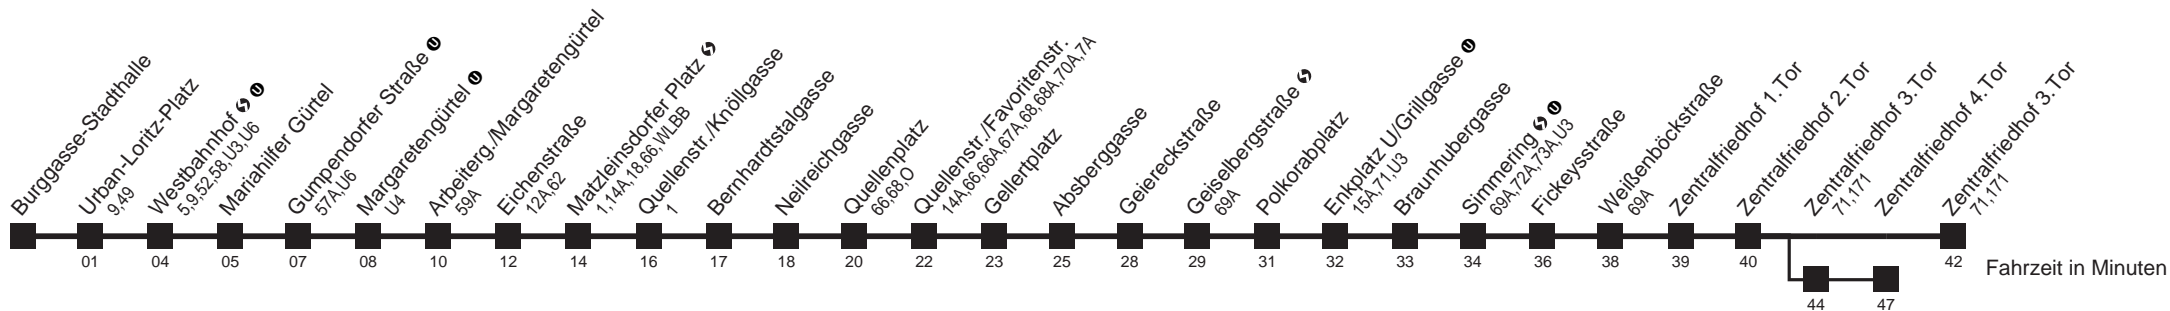 Burggasse-Stadthalle
Urban-Loritz-Platz
9,49
Westbahnhof
5,9,52,58,U3,U6
Mariahilfer Gürtel
Gumpendorfer Straße U
57A,U6
Margaretengürtel U
U4
Arbeiterg./Margaretengürtel
59A
Eichenstraße
12A,62
Matzleinsdorfer Platz
1,14A,18,66,WLBB
Quellenstr./Knöllgasse
1
Bernhardtstalgasse
Neilreichgasse
Quellenplatz
66,68,O
Quellenstr./Favoritenstr.
14A,66,66A,67A,68,68A,70A,7A
Gellertplatz
Absberggasse
Geiereckstraße
Geiselbergstraße
69A
Polkorabplatz
Enkplatz U/Grillgasse U
15A,71,U3
Braunhubergasse
Simmering U
69A,72A,73A,U3
Fickeysstraße
Weißenböckstraße
69A
Zentralfriedhof 1.Tor
Zentralfriedhof 2.Tor
Zentralfriedhof 3.Tor
71,171
Zentralfriedhof 4.Tor
Zentralfriedhof 3.Tor
71,171
01 04 05 07 08 10 12 14 16 17 18 20 22 23 25 28 29 31 32 33 34 36 38 39 40 42
Fahrzeit in Minuten
44 47